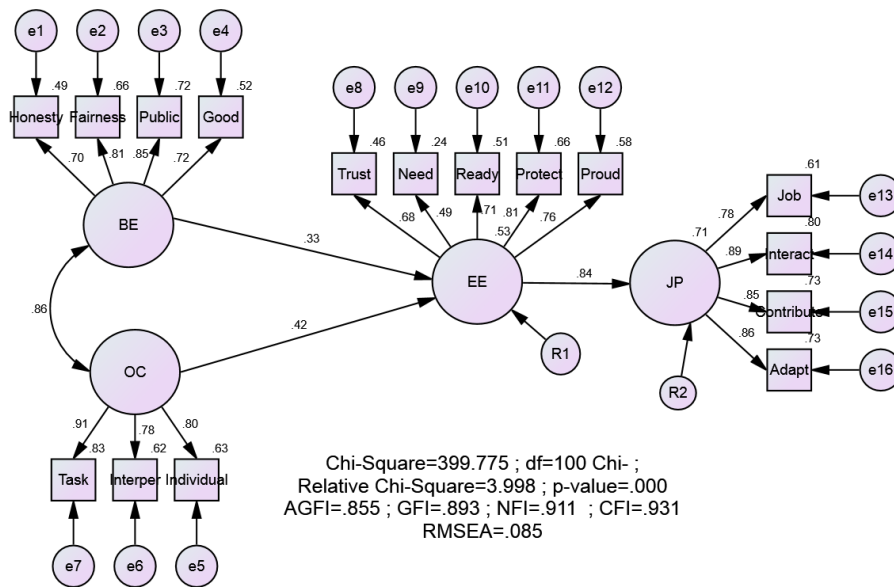 e1 e2 e3 e4
.49 .66 .72 .52
Honesty Fairness Public Good
.70 .81 .85 .72
BE
e8 e9 e10 e11 e12
.46 .24 .51 .66 .58
Trust Need Ready Protect Proud
.68 .49 .71 .81 .76
.53
EE
.33
.42
.86
OC
.91 .78 .80
.83 .62 .63
Task Interper Individual
e7 e6 e5
R1
.84
.71
JP
R2
.78 .89 .85 .86
.61
Job e13
.80
Interact e14
.73
Contribute e15
.73
Adapt e16
Chi-Square=399.775 ; df=100 Chi- ;
Relative Chi-Square=3.998 ; p-value=.000
AGFI=.855 ; GFI=.893 ; NFI=.911 ; CFI=.931
RMSEA=.085